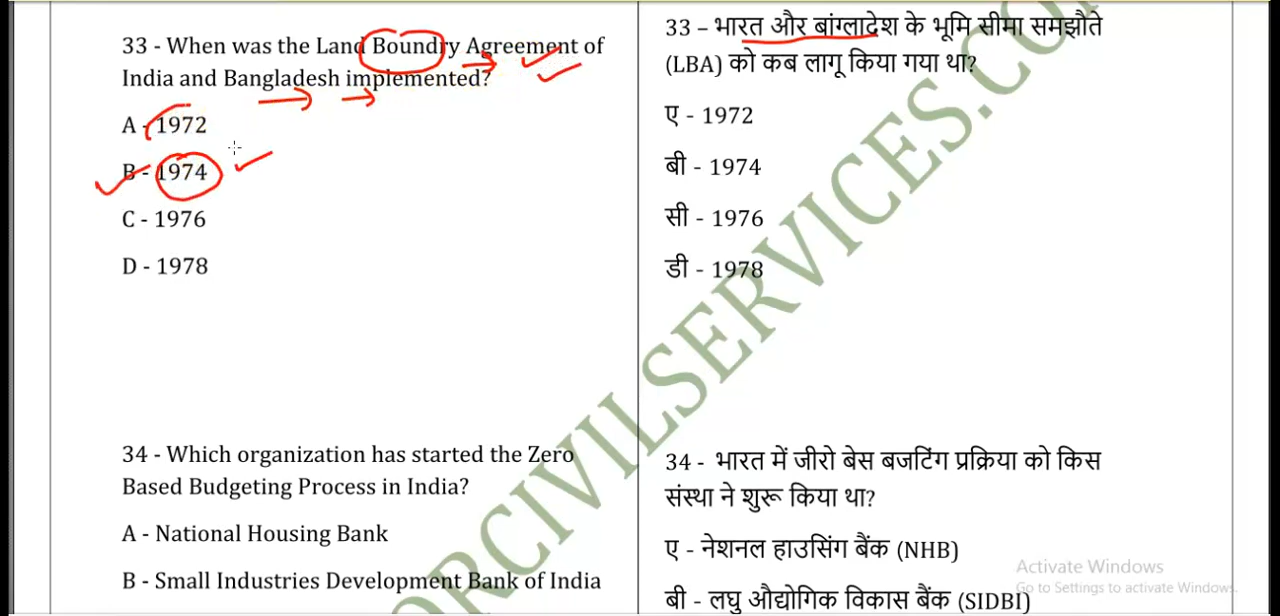 33 - When was the Land Boundry Agreement of
India and Bangladesh implemented?
A - 1972
B - 1974
C - 1976
D - 1978
34 - Which organization has started the Zero
Based Budgeting Process in India?
A - National Housing Bank
B - Small Industries Development Bank of India
33 – भारत और बांग्लादेश के भूमि सीमा समझौते
(LBA) को कब लागू किया गया था?
ए - 1972
बी - 1974
सी - 1976
डी - 1978
34 - भारत में जीरो बेस बजटिंग प्रक्रिया को किस
संस्था ने शुरू किया था?
ए - नेशनल हाउसिंग बैंक (NHB)
बी - लघु औद्योगिक विकास बैंक (SIDBI)
ORCIVILSERVICES.CO
Activate Windows
Go to Settings to activate Windows.